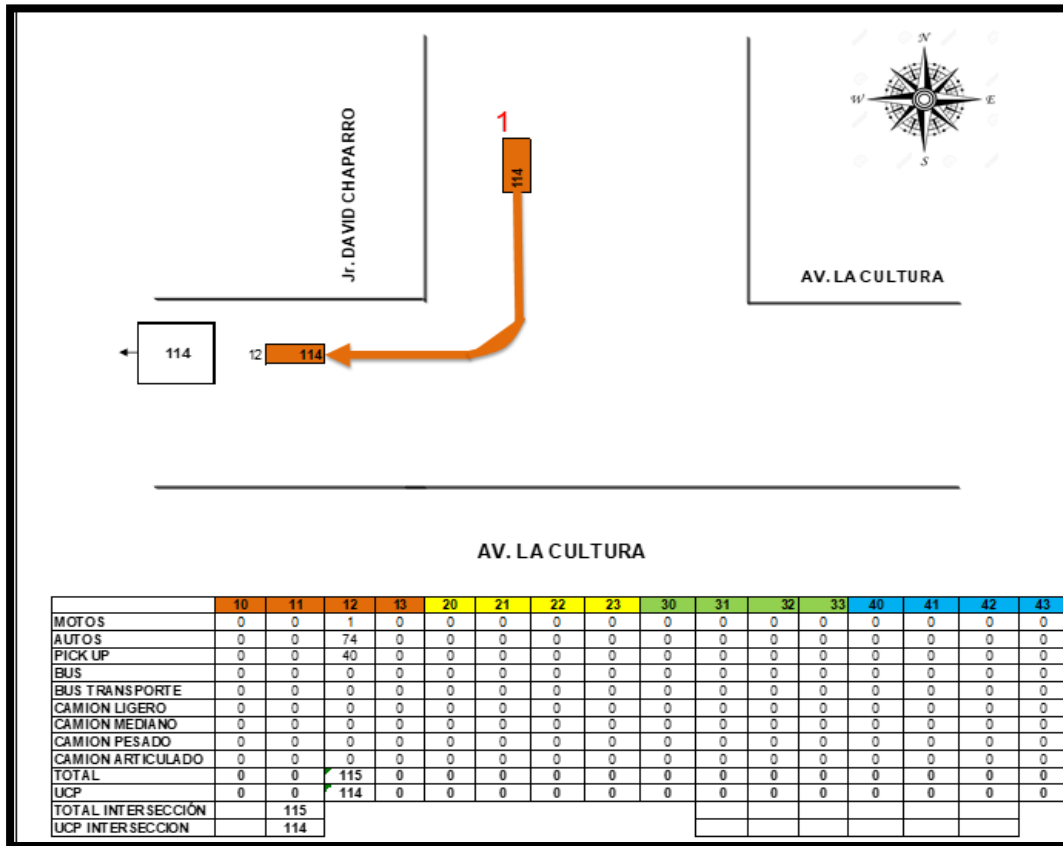 N
W E
S
1
114
Jr. DAVID CHAPARRO
AV. LA CULTURA
114 12 114
AV. LA CULTURA
10 11 12 13 20 21 22 23 30 31 32 33 40 41 42 43
MOTOS 0 0 1 0 0 0 0 0 0 0 0 0 0 0 0 0
AUTOS 0 0 74 0 0 0 0 0 0 0 0 0 0 0 0 0
PICK UP 0 0 40 0 0 0 0 0 0 0 0 0 0 0 0 0
BUS 0 0 0 0 0 0 0 0 0 0 0 0 0 0 0 0
BUS TRANSPORTE 0 0 0 0 0 0 0 0 0 0 0 0 0 0 0 0
CAMION LIGERO 0 0 0 0 0 0 0 0 0 0 0 0 0 0 0 0
CAMION MEDIANO 0 0 0 0 0 0 0 0 0 0 0 0 0 0 0 0
CAMION PESADO 0 0 0 0 0 0 0 0 0 0 0 0 0 0 0 0
CAMION ARTICULADO 0 0 0 0 0 0 0 0 0 0 0 0 0 0 0 0
TOTAL 0 0 115 0 0 0 0 0 0 0 0 0 0 0 0 0
UCP 0 0 114 0 0 0 0 0 0 0 0 0 0 0 0 0
TOTAL INTERSECCIÓN 115
UCP INTERSECCION 114